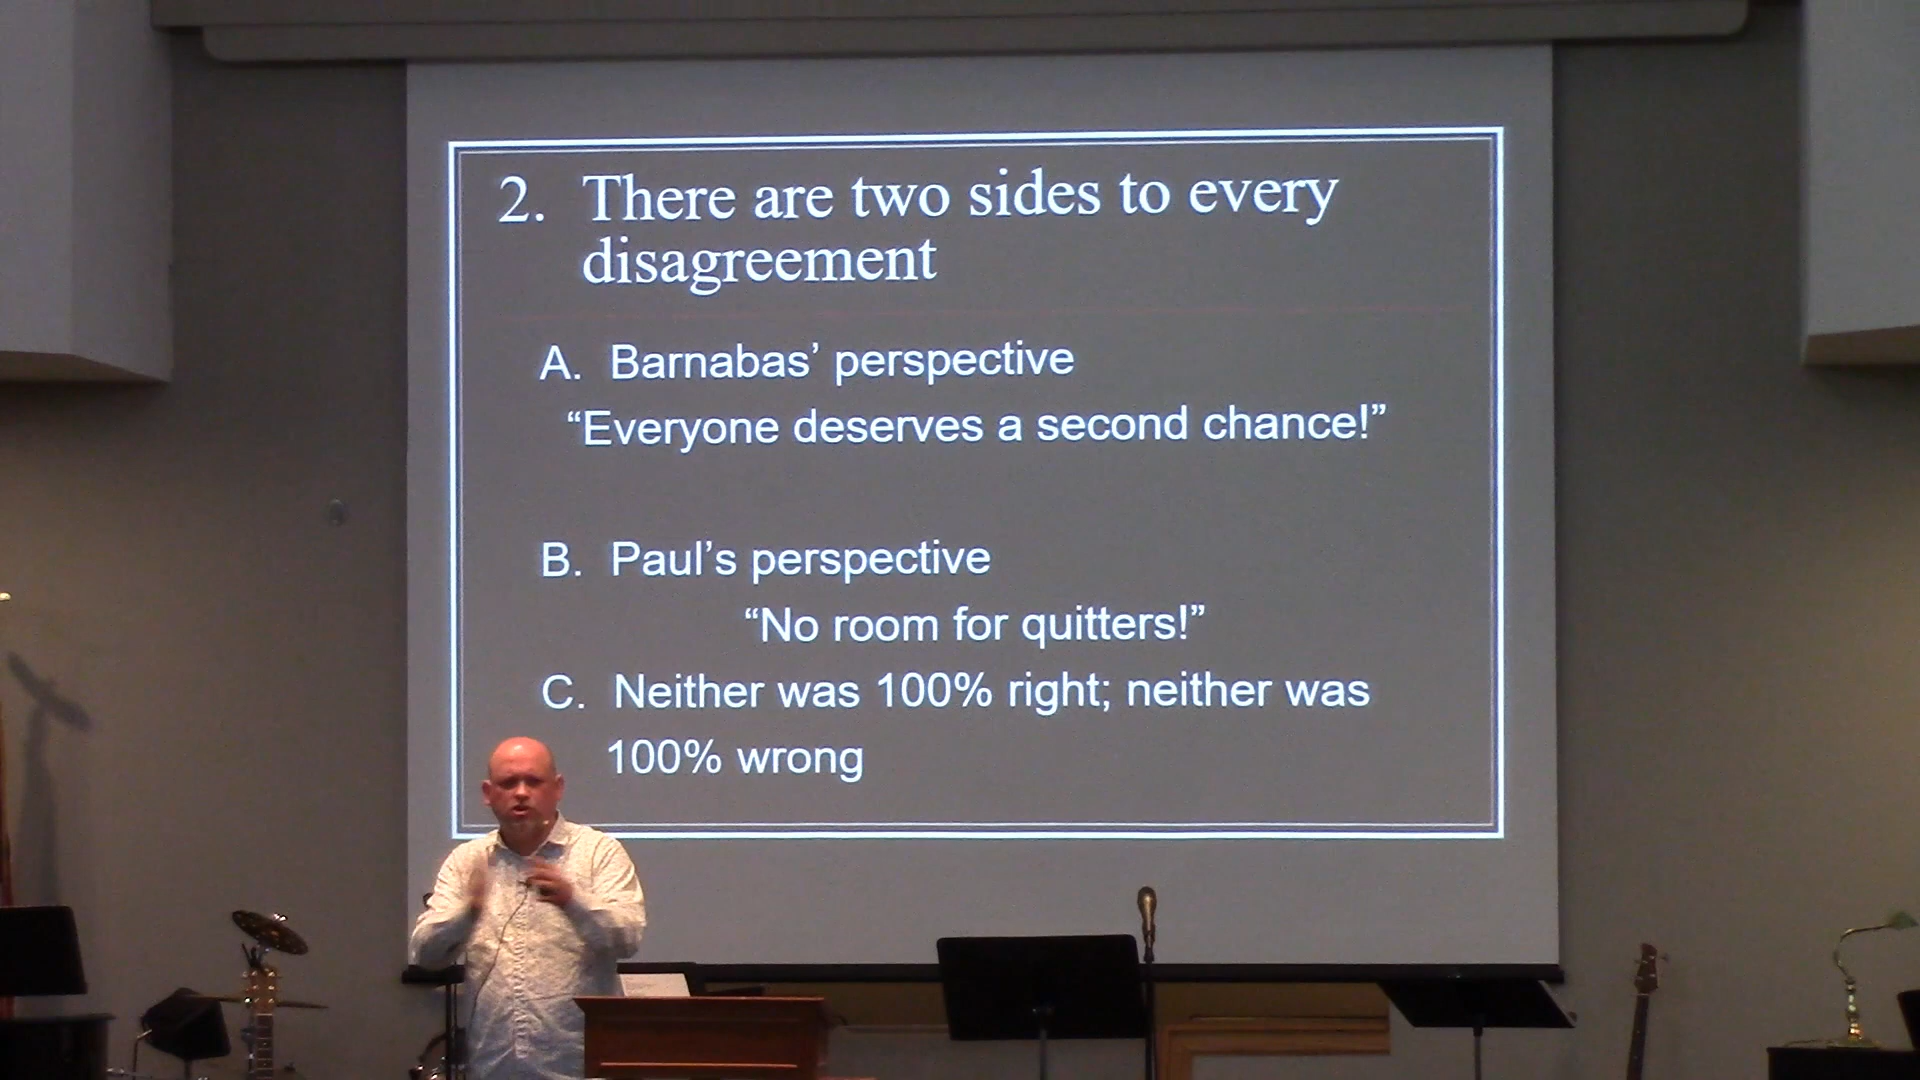 2. There are two sides to every
disagreement
A. Barnabas’ perspective
“Everyone deserves a second chance!”
B. Paul’s perspective
“No room for quitters!”
C. Neither was 100% right; neither was
100% wrong